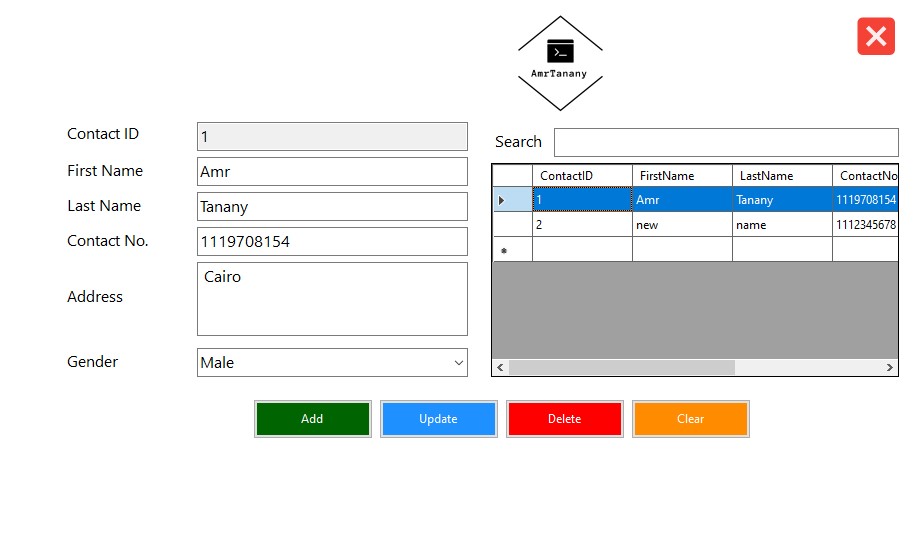 >_
AmrTanany
Contact ID 1
First Name Amr
Last Name Tanany
Contact No. 1119708154
Address Cairo
Gender Male
Search
ContactID FirstName LastName ContactNo
1 Amr Tanany 1119708154
2 new name 1112345678
Add Update Delete Clear